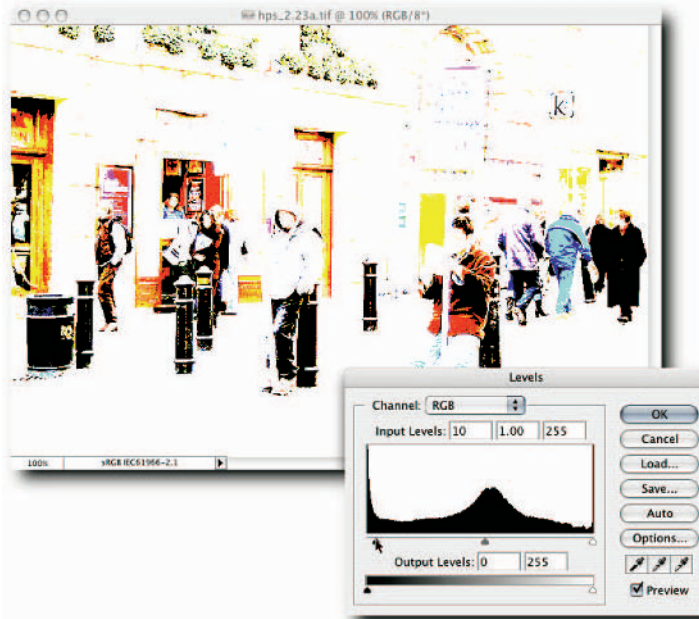 hps_2.23a.tif @ 100% (RGB/8*)
k
100% sRGB IEC61966-2.1
Levels
Channel: RGB
Input Levels: 10 1.00 255
OK
Cancel
Load...
Save...
Auto
Options...
Output Levels: 0 255
Preview